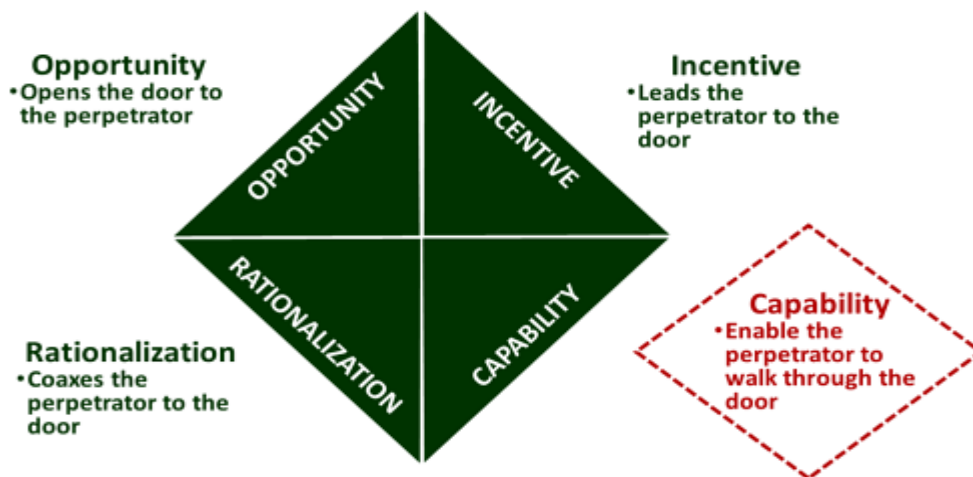 Opportunity
•Opens the door to
the perpetrator
OPPORTUNITY
INCENTIVE
Incentive
•Leads the
perpetrator to the
door
Rationalization
•Coaxes the
perpetrator to the
door
RATIONALIZATION
CAPABILITY
Capability
•Enable the
perpetrator to
walk through the
door